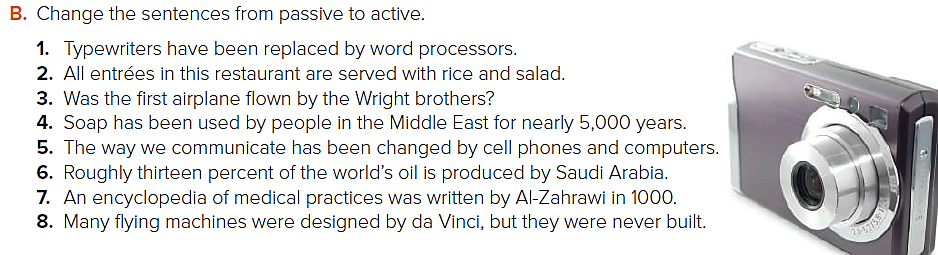 B. Change the sentences from passive to active.
1. Typewriters have been replaced by word processors.
2. All entrées in this restaurant are served with rice and salad.
3. Was the first airplane flown by the Wright brothers?
4. Soap has been used by people in the Middle East for nearly 5,000 years.
5. The way we communicate has been changed by cell phones and computers.
6. Roughly thirteen percent of the world's oil is produced by Saudi Arabia.
7. An encyclopedia of medical practices was written by Al-Zahrawi in 1000.
8. Many flying machines were designed by da Vinci, but they were never built.